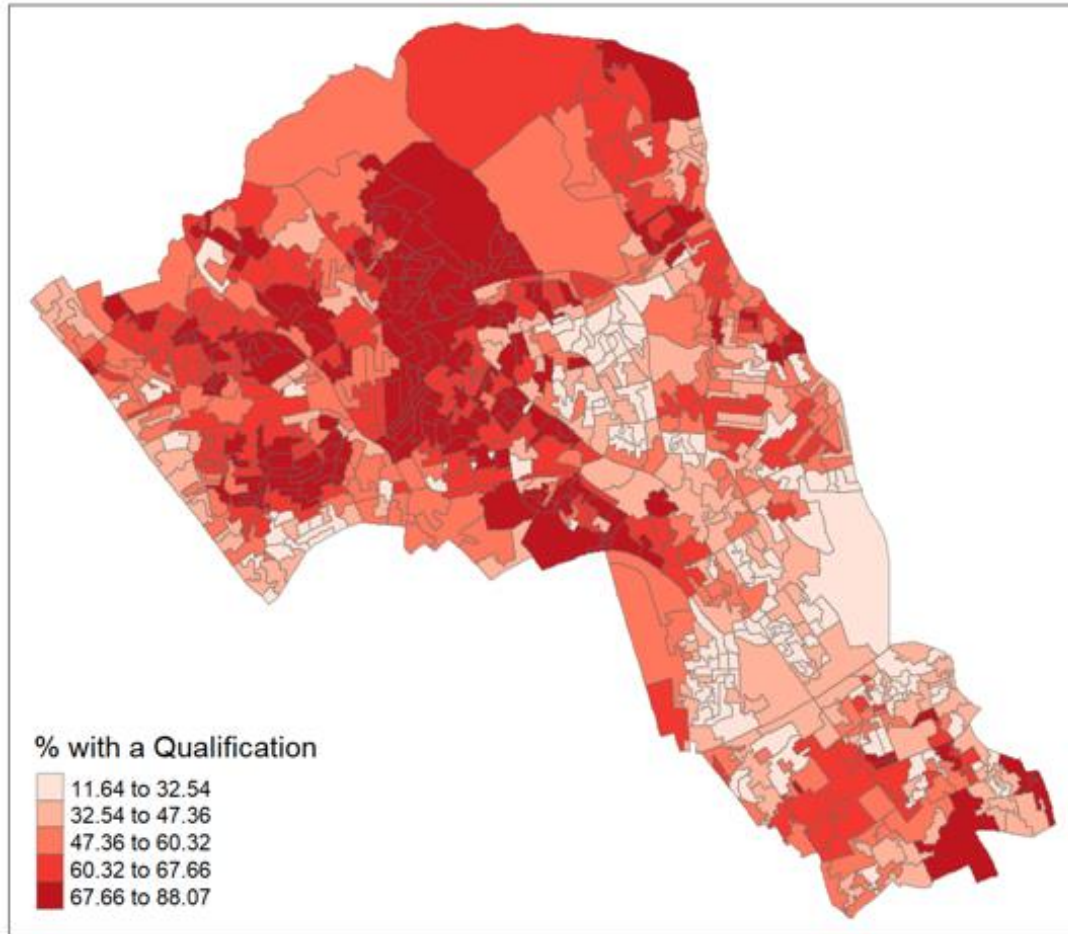 % with a Qualification
11.64 to 32.54
32.54 to 47.36
47.36 to 60.32
60.32 to 67.66
67.66 to 88.07